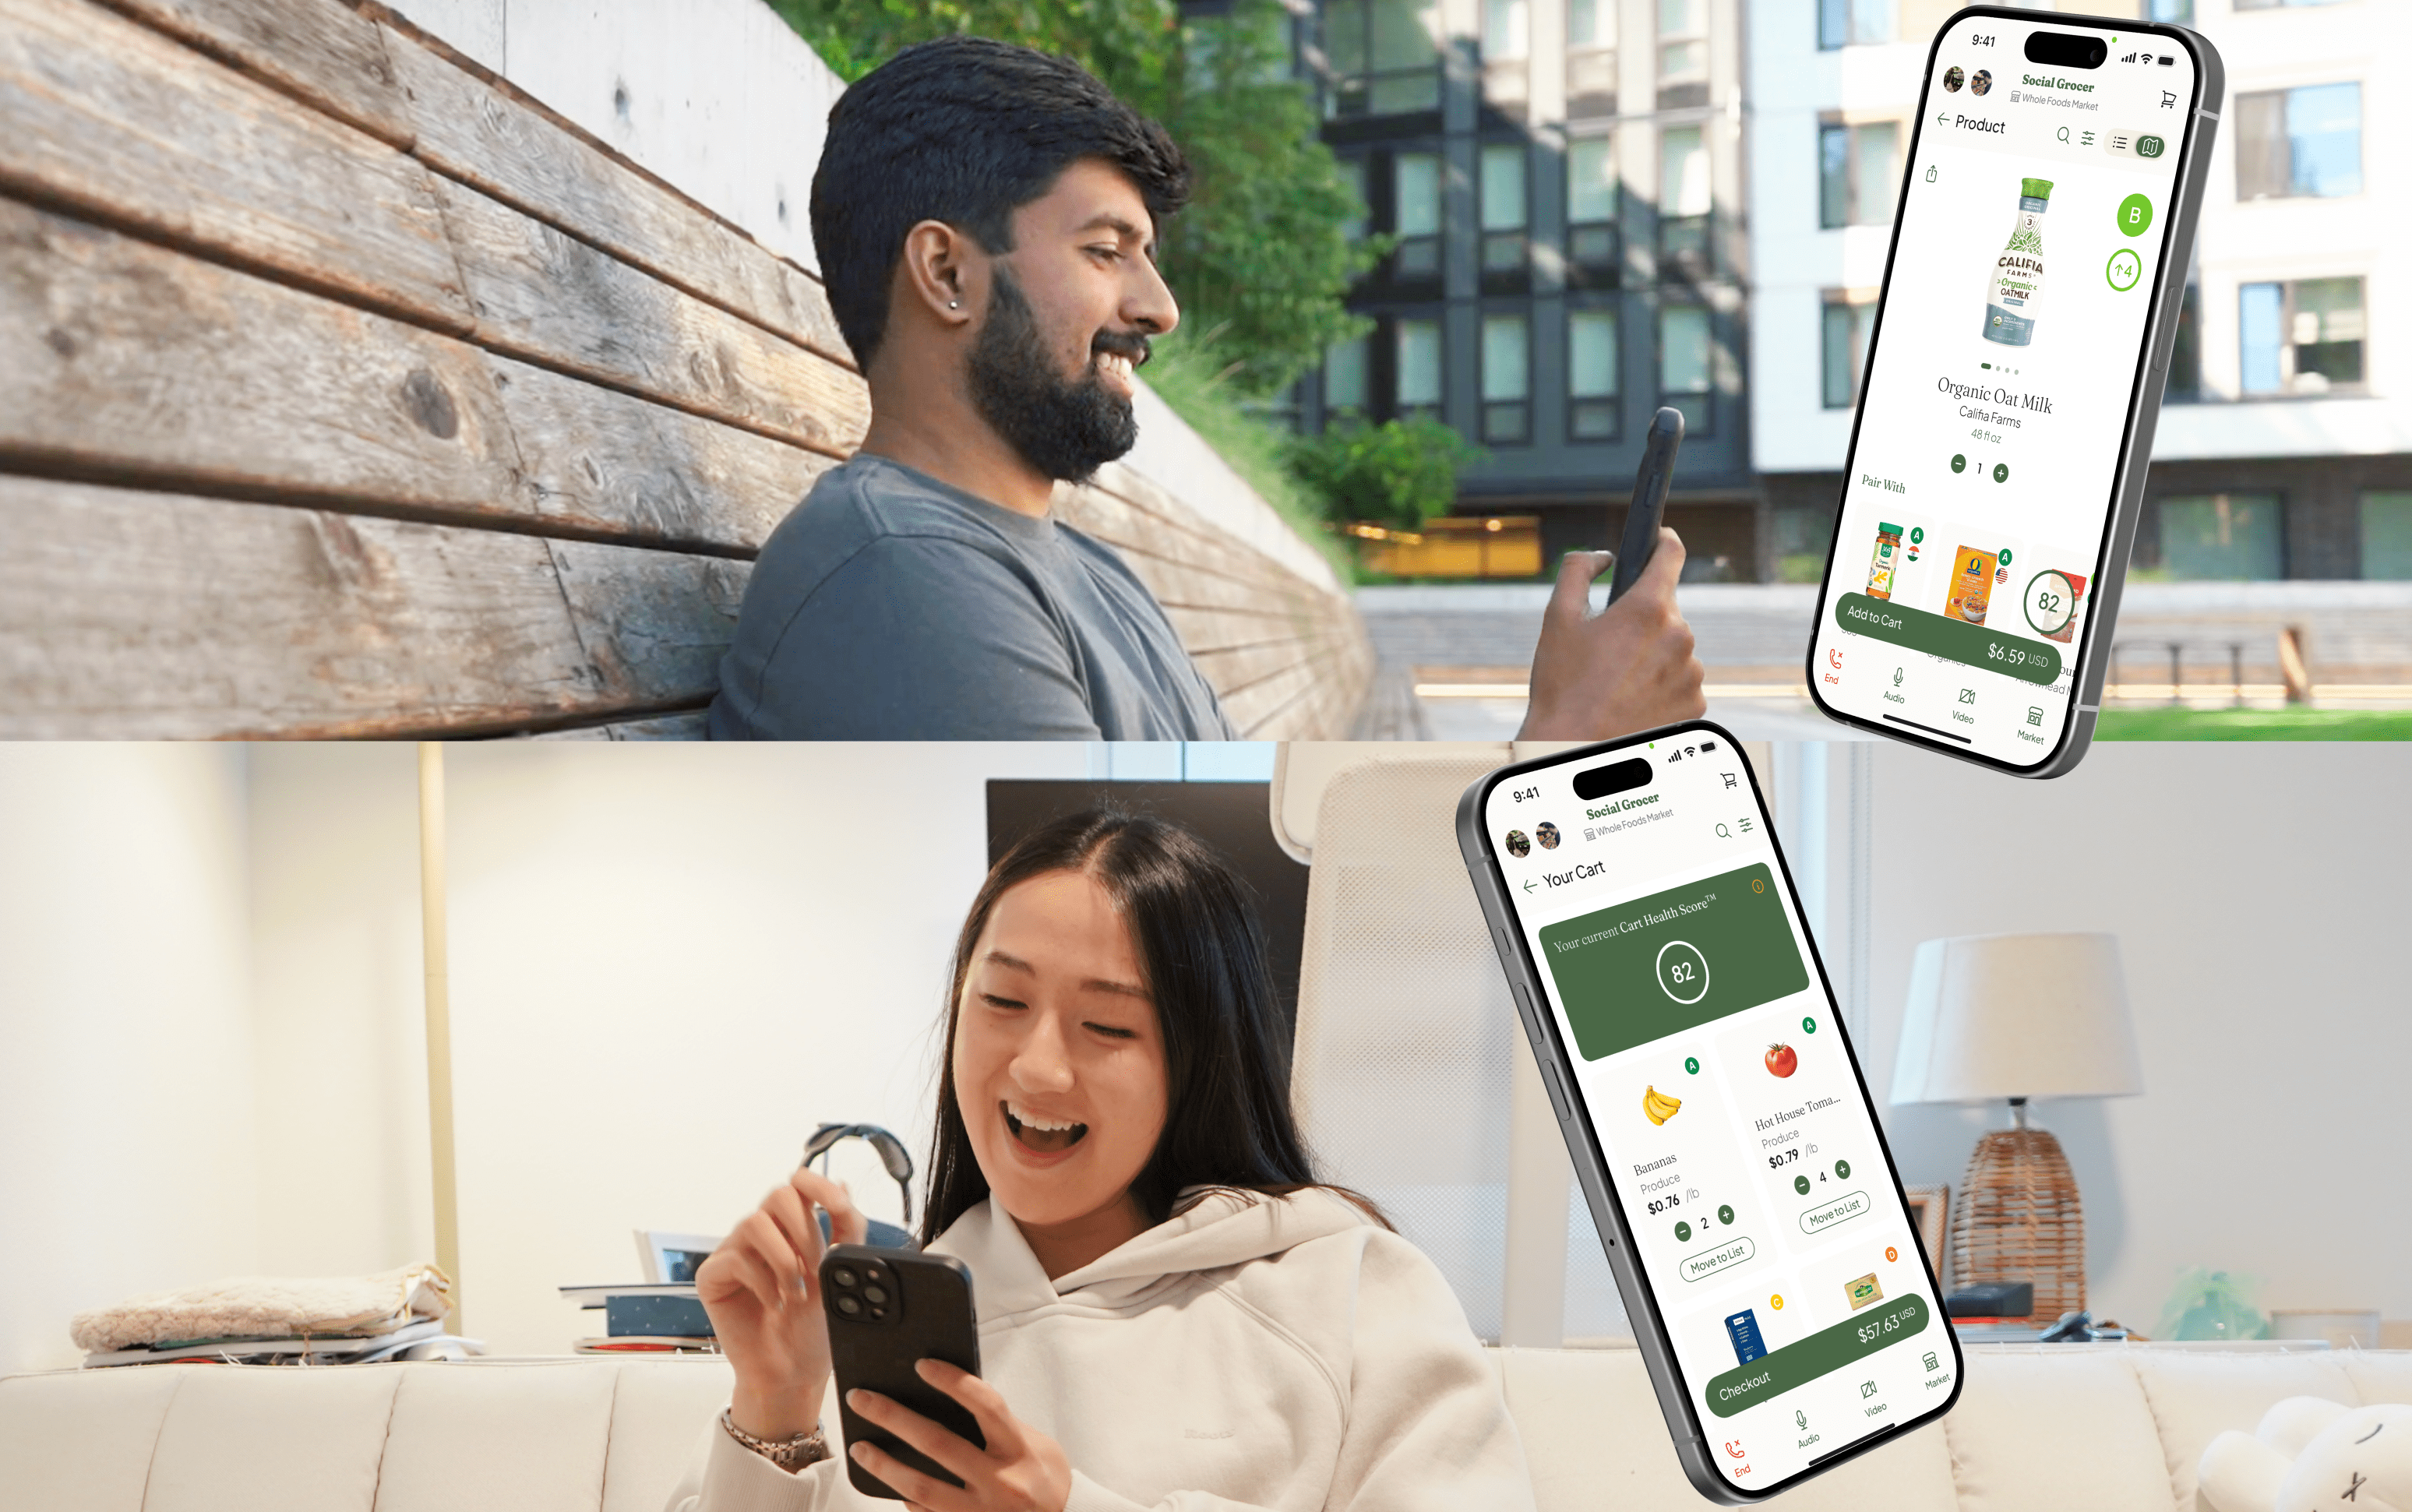 9:41
Social Grocer
Whole Foods Market
Product
B
3
CALIFIA
FARMS
Organic
OATMILK
↑4
Organic Oat Milk
Califia Farms
48 fl oz
1
Pair With
A
A
365
Turmeric
82
Add to Cart
$6.59 USD
End
Audio
Video
Market
9:41
Social Grocer
Whole Foods Market
Your Cart
Your current Cart Health Score™
82
A
A
Bananas
Produce
$0.76 /lb
2
Move to List
Hot House Toma...
Produce
$0.79 /lb
4
Move to List
C
D
Checkout
$57.63 USD
End
Audio
Video
Market